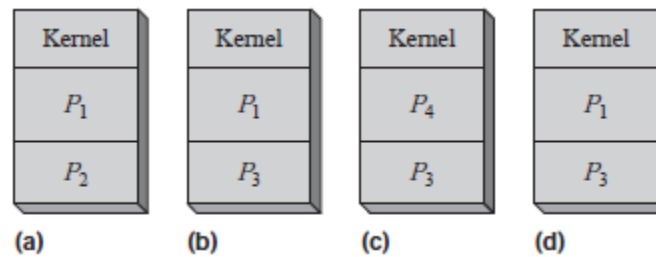 Kernel Kernel Kernel Kernel
P₁ P₁ P₄ P₁
P₂ P₃ P₃ P₃
(a) (b) (c) (d)